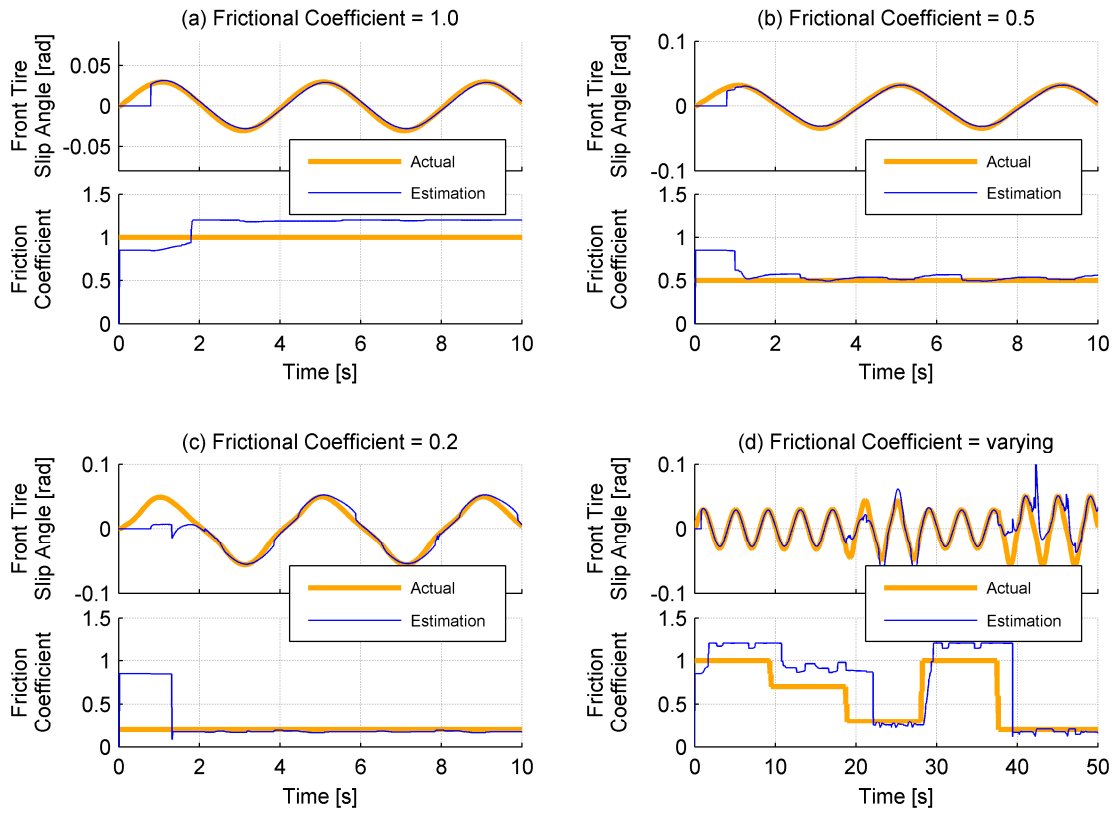 (a) Frictional Coefficient = 1.0
Front Tire
Slip Angle [rad]
0.05
0
-0.05
Friction
Coefficient
1.5
1
0.5
0
0 2 4 6 8 10
Time [s]
Actual
Estimation
(b) Frictional Coefficient = 0.5
Front Tire
Slip Angle [rad]
0.1
0
-0.1
Friction
Coefficient
1.5
1
0.5
0
0 2 4 6 8 10
Time [s]
Actual
Estimation
(c) Frictional Coefficient = 0.2
Front Tire
Slip Angle [rad]
0.1
0
-0.1
Friction
Coefficient
1.5
1
0.5
0
0 2 4 6 8 10
Time [s]
Actual
Estimation
(d) Frictional Coefficient = varying
Front Tire
Slip Angle [rad]
0.1
0
-0.1
Friction
Coefficient
1.5
1
0.5
0
0 10 20 30 40 50
Time [s]
Actual
Estimation